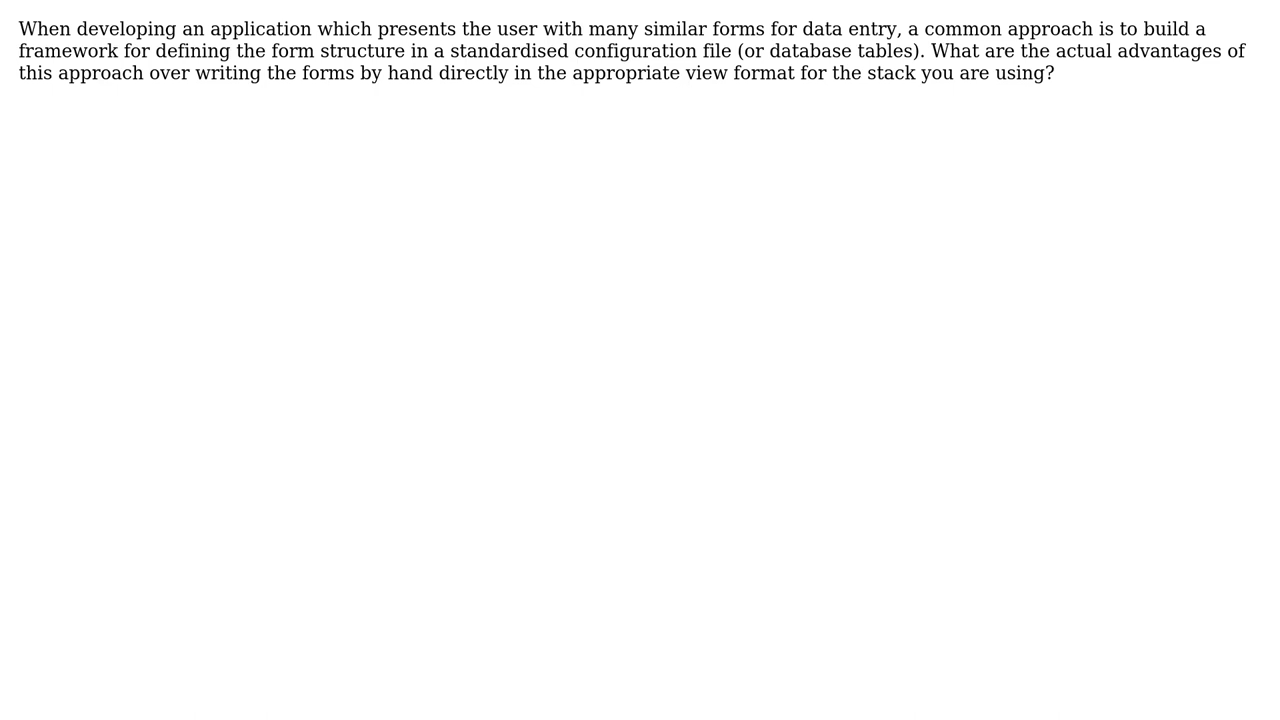 When developing an application which presents the user with many similar forms for data entry, a common approach is to build a
framework for defining the form structure in a standardised configuration file (or database tables). What are the actual advantages of
this approach over writing the forms by hand directly in the appropriate view format for the stack you are using?